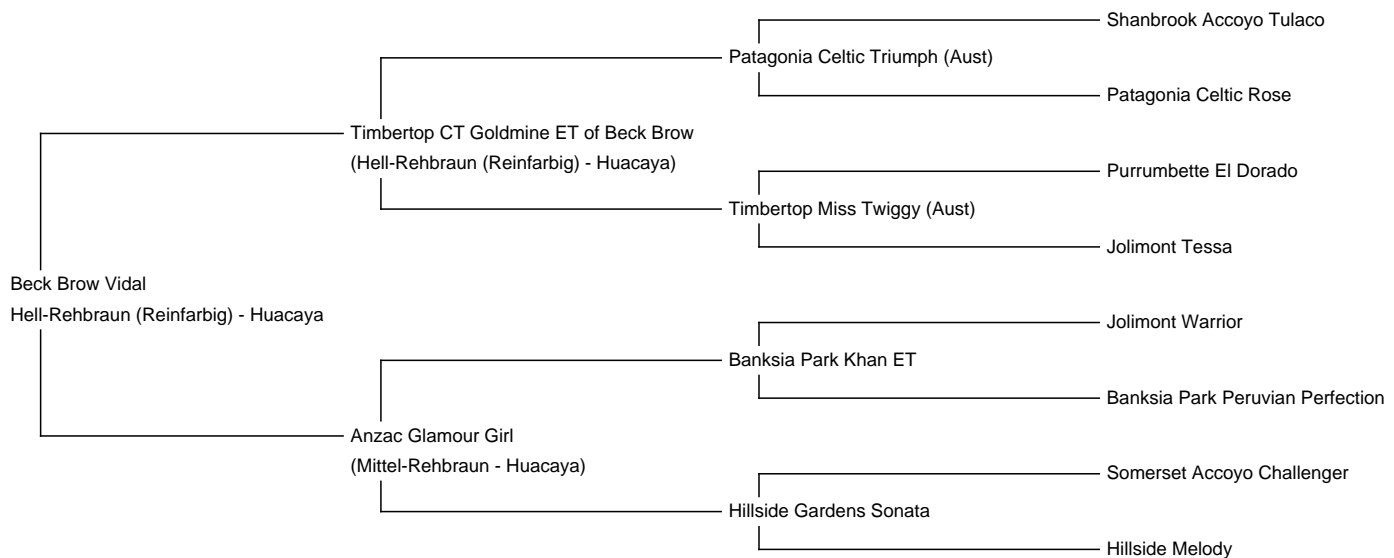 Shanbrook Accoyo Tulaco
Patagonia Celtic Triumph (Aust)
Patagonia Celtic Rose
Timbertop CT Goldmine ET of Beck Brow
(Hell-Rehbraun (Reinfarbig) - Huacaya)
Purrumbette El Dorado
Timbertop Miss Twiggy (Aust)
Jolimont Tessa
Beck Brow Vidal
Hell-Rehbraun (Reinfarbig) - Huacaya
Jolimont Warrior
Banksia Park Khan ET
Banksia Park Peruvian Perfection
Anzac Glamour Girl
(Mittel-Rehbraun - Huacaya)
Somerset Accoyo Challenger
Hillside Gardens Sonata
Hillside Melody